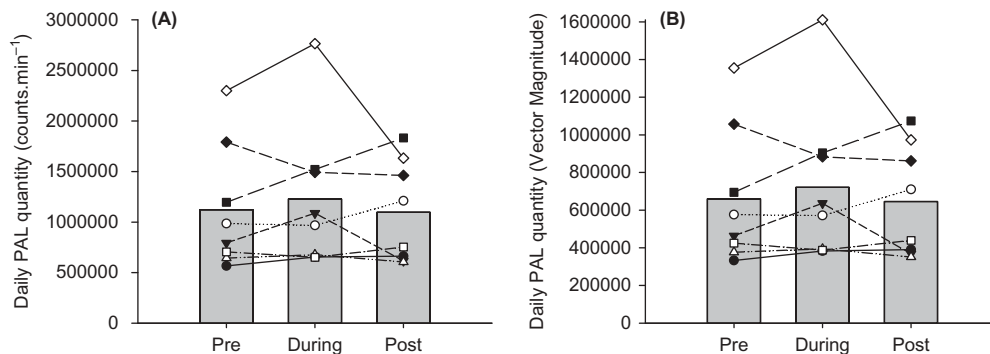 (A)
Daily PAL quantity (counts.min⁻¹)
3000000
2500000
2000000
1500000
1000000
500000
0
Pre During Post
(B)
Daily PAL quantity (Vector Magnitude)
1600000
1400000
1200000
1000000
800000
600000
400000
200000
0
Pre During Post